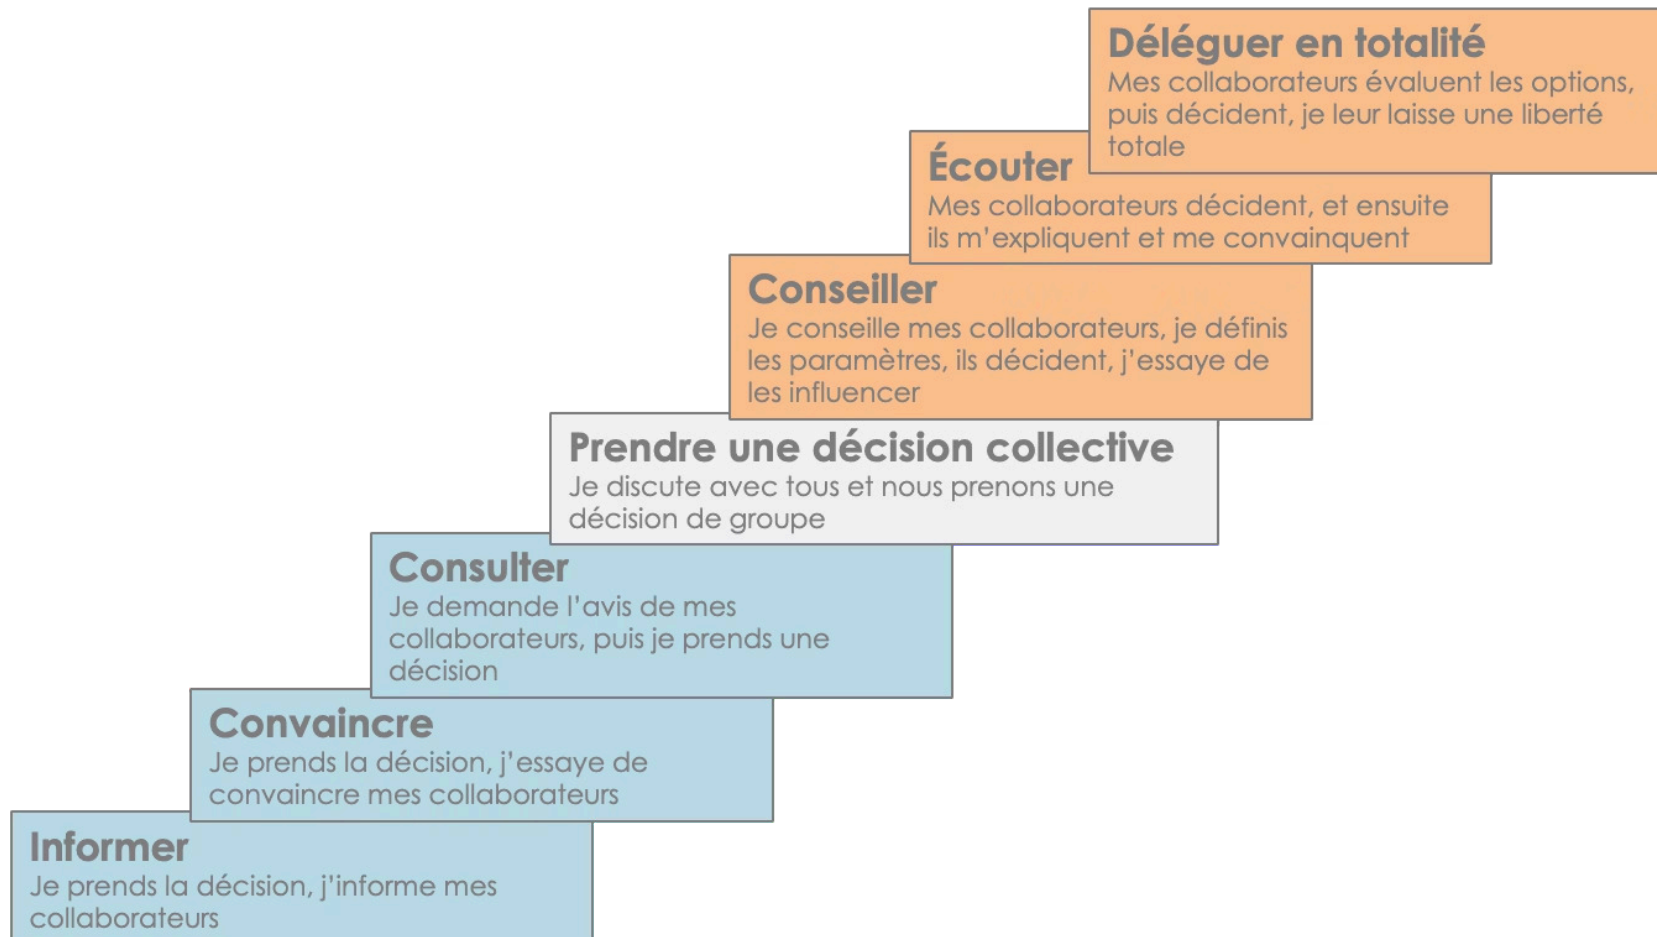 Déléguer en totalité
Mes collaborateurs évaluent les options,
puis décident, je leur laisse une liberté
totale
Écouter
Mes collaborateurs décident, et ensuite
ils m'expliquent et me convainquent
Conseiller
Je conseille mes collaborateurs, je définis
les paramètres, ils décident, j'essaye de
les influencer
Prendre une décision collective
Je discute avec tous et nous prenons une
décision de groupe
Consulter
Je demande l'avis de mes
collaborateurs, puis je prends une
décision
Convaincre
Je prends la décision, j'essaye de
convaincre mes collaborateurs
Informer
Je prends la décision, j'informe mes
collaborateurs